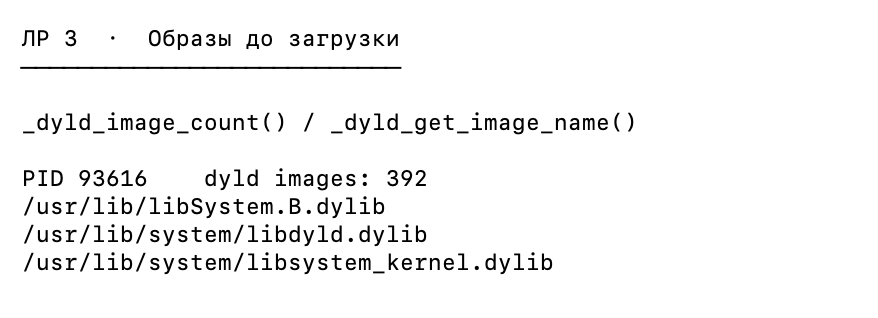 ЛР 3 · Образы до загрузки
_dyld_image_count() / _dyld_get_image_name()
PID 93616 dyld images: 392
/usr/lib/libSystem.B.dylib
/usr/lib/system/libdyld.dylib
/usr/lib/system/libsystem_kernel.dylib